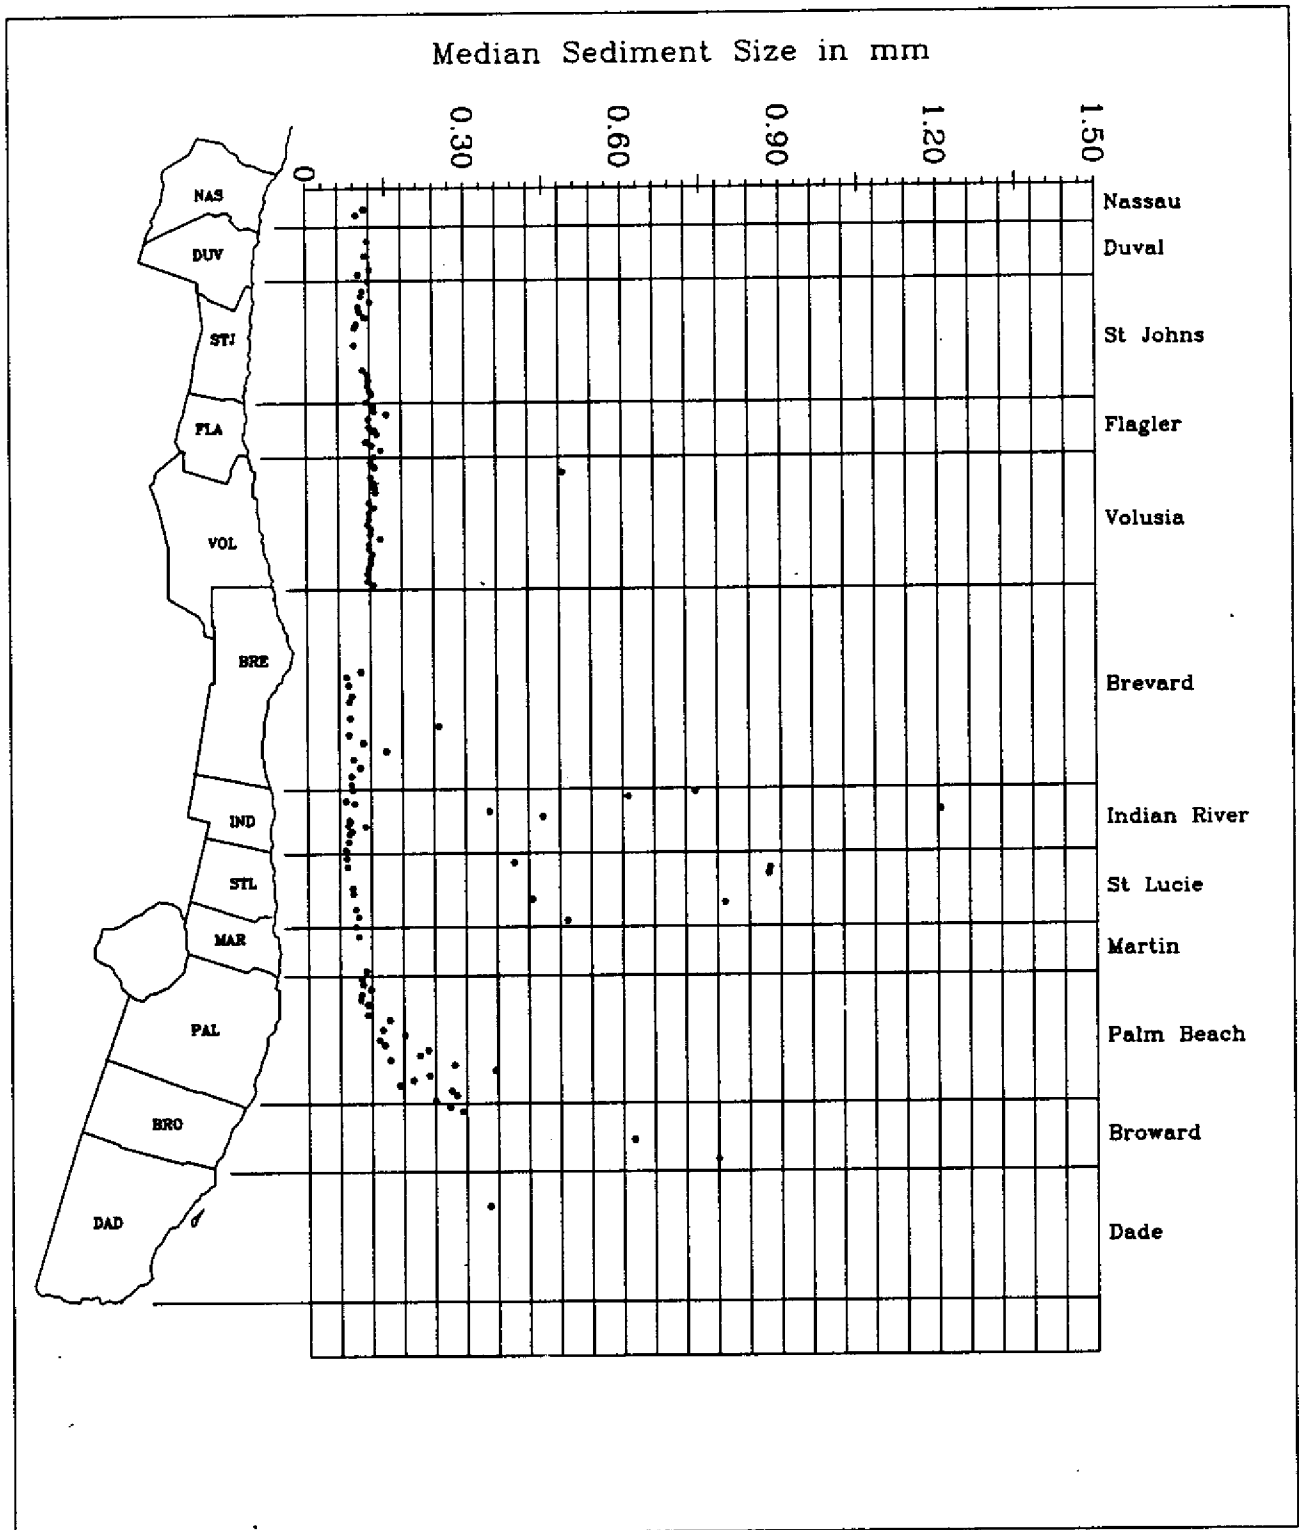 Median Sediment Size in mm
0
0.30
0.60
0.90
1.20
1.50
NAS
Nassau
DUV
Duval
STJ
St Johns
FLA
Flagler
VOL
Volusia
BRE
Brevard
IND
Indian River
STL
St Lucie
MAR
Martin
PAL
Palm Beach
BRO
Broward
DAD
Dade